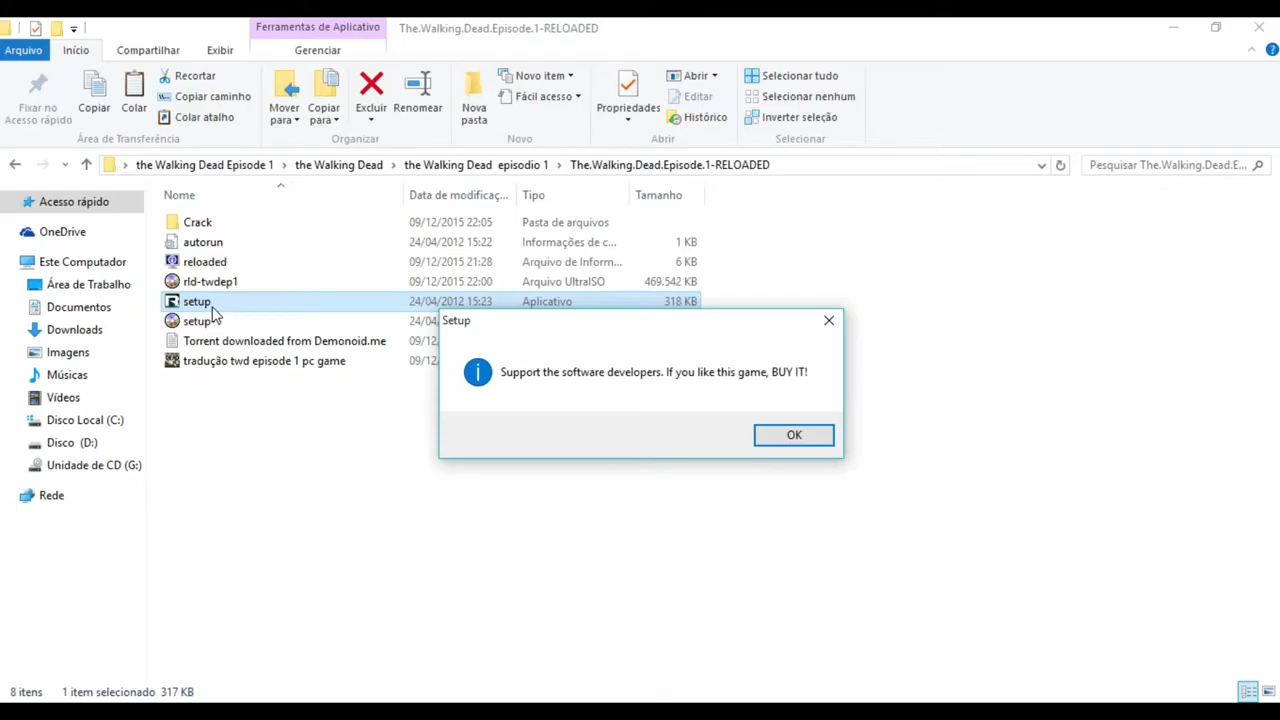 Ferramentas de Aplicativo The.Walking.Dead.Episode.1-RELOADED
Arquivo Início Compartilhar Exibir Gerenciar
Fixar no Acesso rápido
Copiar
Colar
Recortar
Copiar caminho
Colar atalho
Mover para
Copiar para
Excluir
Renomear
Nova pasta
Novo item
Fácil acesso
Propriedades
Abrir
Editar
Histórico
Selecionar tudo
Selecionar nenhum
Inverter seleção
Área de Transferência Organizar Novo Abrir Selecionar
the Walking Dead Episode 1 the Walking Dead the Walking Dead episodio 1 The.Walking.Dead.Episode.1-RELOADED Pesquisar The.Walking.Dead.E...
Acesso rápido
OneDrive
Este Computador
Área de Trabalho
Documentos
Downloads
Imagens
Músicas
Vídeos
Disco Local (C:)
Disco (D:)
Unidade de CD (G:)
Rede
Nome Data de modificaç... Tipo Tamanho
Crack 09/12/2015 22:05 Pasta de arquivos
autorun 24/04/2012 15:22 Informações de c... 1 KB
reloaded 09/12/2015 21:28 Arquivo de Inform... 6 KB
rld-twdep1 09/12/2015 22:00 Arquivo UltraISO 469.542 KB
setup 24/04/2012 15:23 Aplicativo 318 KB
setup 24/04
Torrent downloaded from Demonoid.me 09/12
tradução twd episode 1 pc game 09/12
Setup
Support the software developers. If you like this game, BUY IT!
OK
8 itens 1 item selecionado 317 KB